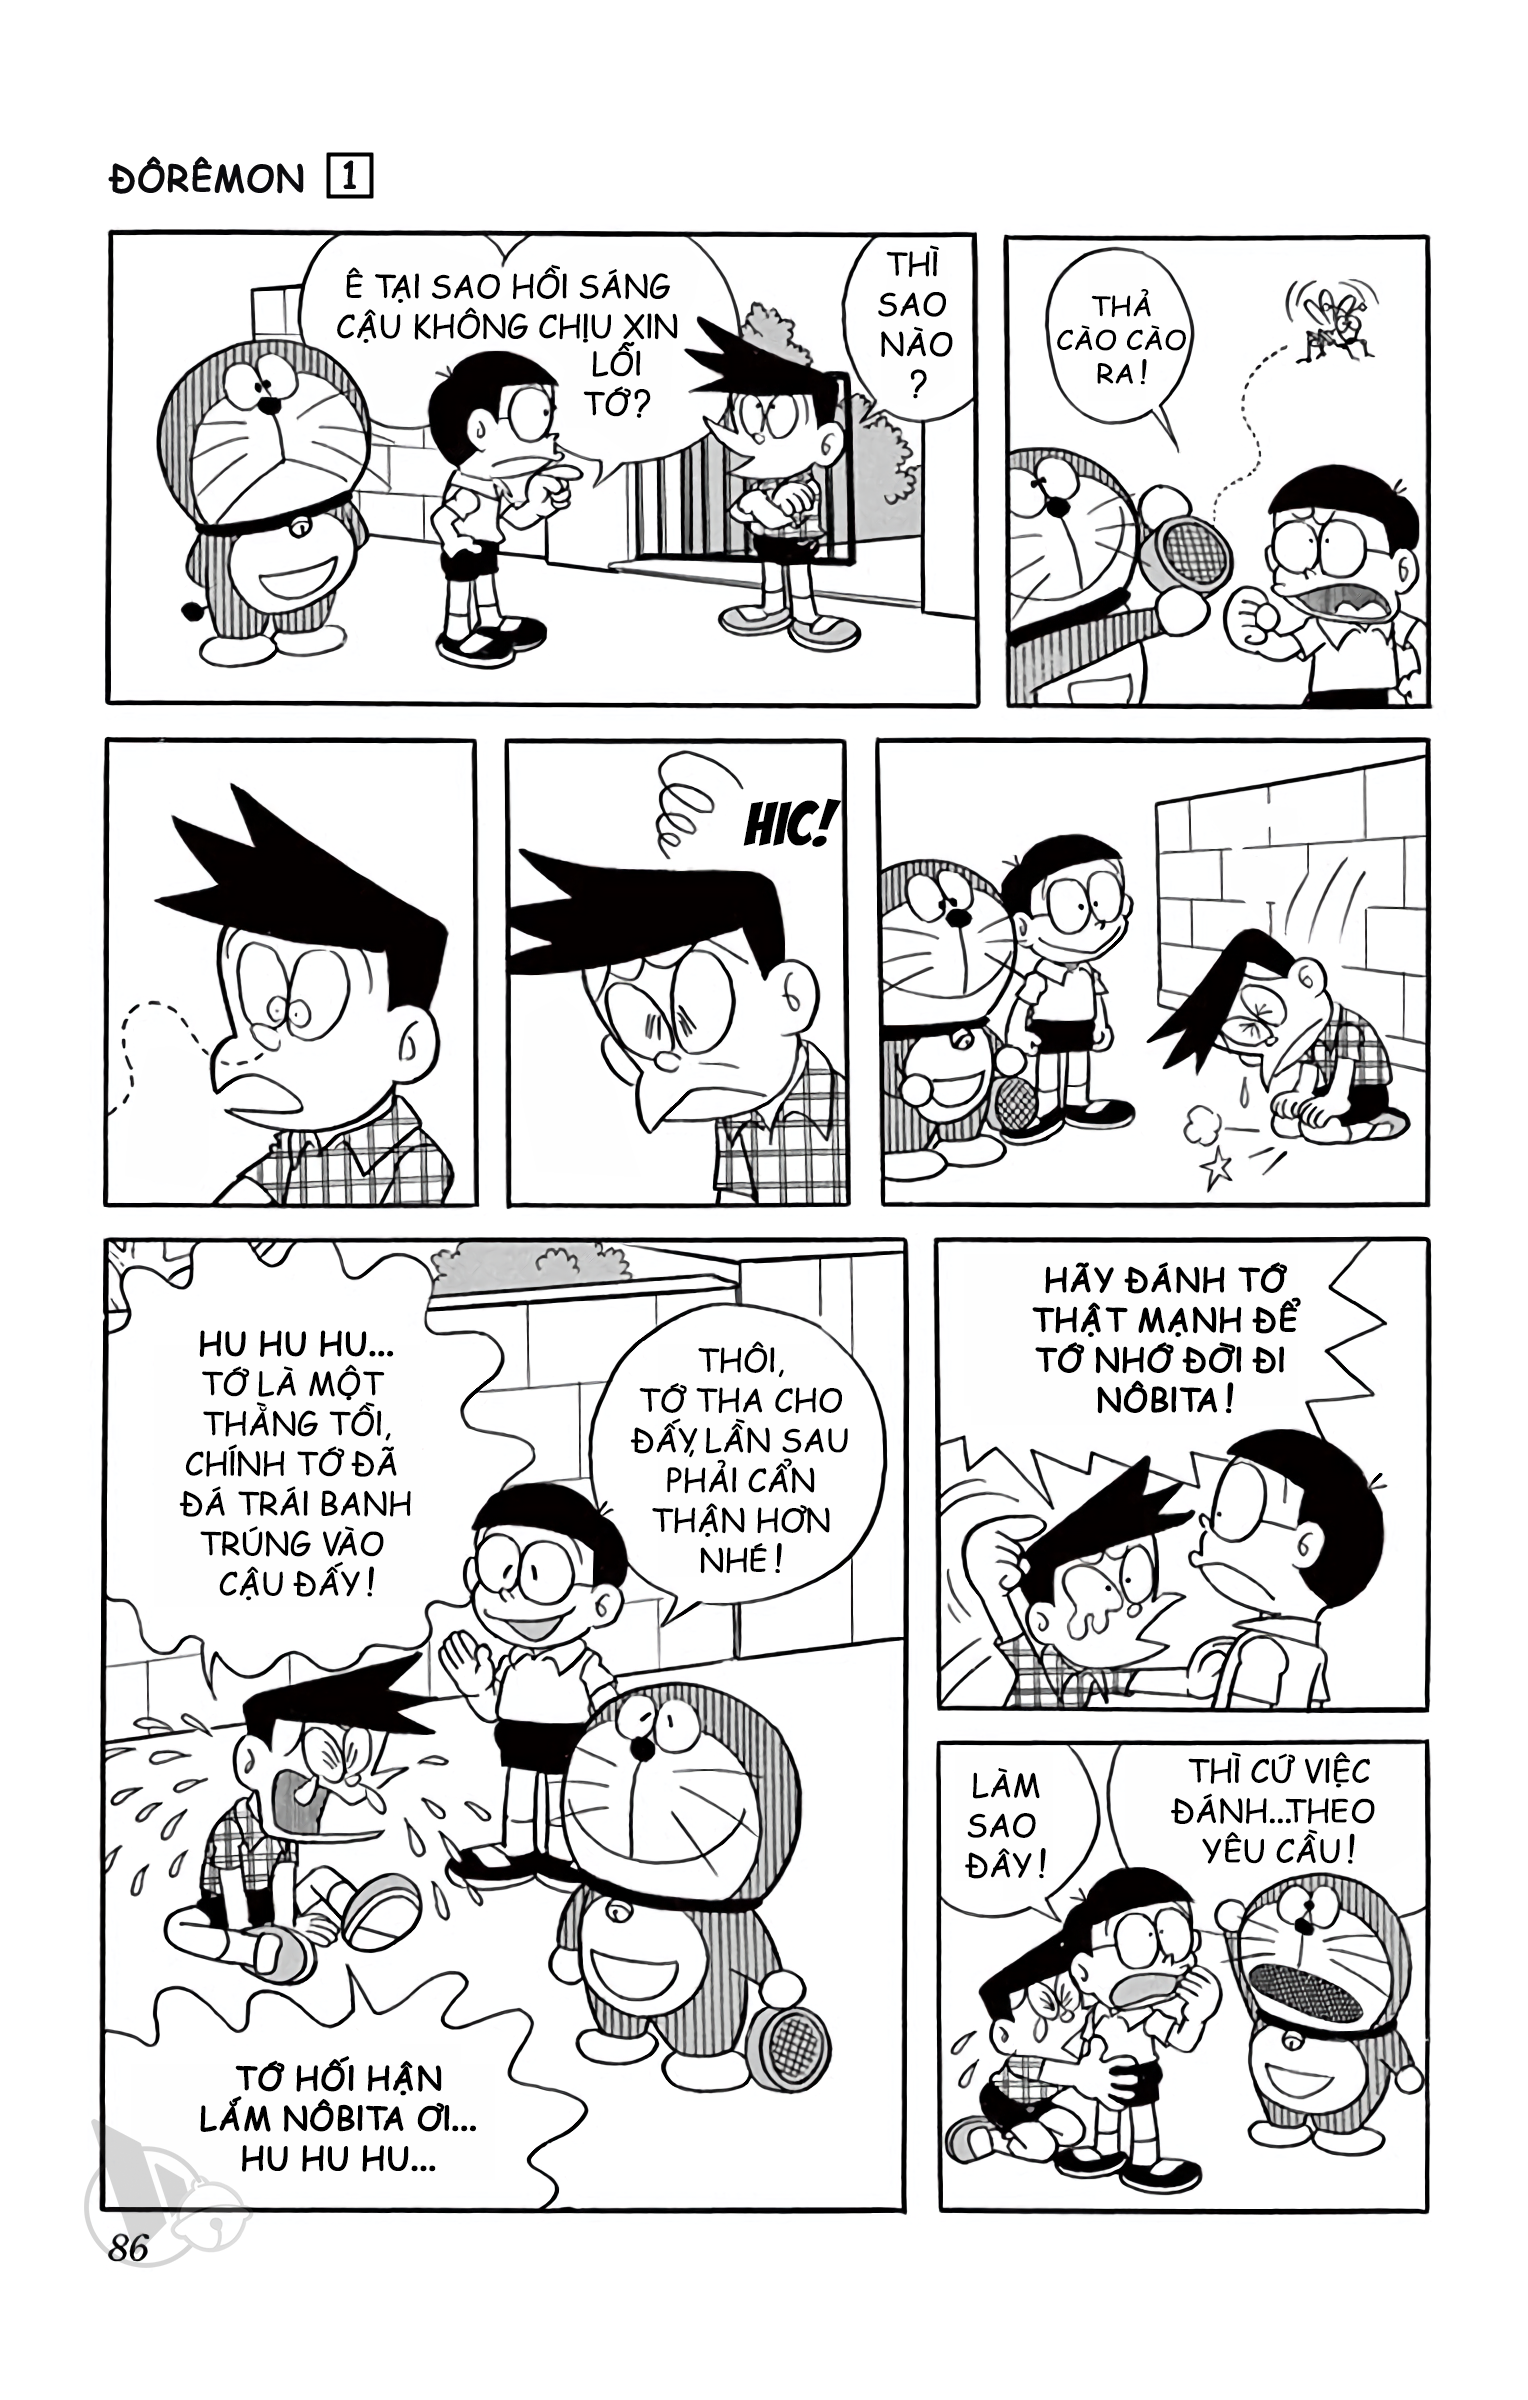 ĐÔRÊMON 1
Ê TẠI SAO HỒI SÁNG
CẬU KHÔNG CHỊU XIN
LỖI
TỚ?
THÌ
SAO
NÀO
?
THẢ
CÀO CÀO
RA!
HIC!
HU HU HU...
TỚ LÀ MỘT
THẰNG TỒI,
CHÍNH TỚ ĐÃ
ĐÁ TRÁI BANH
TRÚNG VÀO
CẬU ĐẤY!
THÔI,
TỚ THA CHO
ĐẤY, LẦN SAU
PHẢI CẨN
THẬN HƠN
NHÉ!
TỚ HỐI HẬN
LẮM NÔBITA ƠI...
HU HU HU...
HÃY ĐÁNH TỚ
THẬT MẠNH ĐỂ
TỚ NHỚ ĐỜI ĐI
NÔBITA!
LÀM
SAO
ĐÂY!
THÌ CỨ VIỆC
ĐÁNH...THEO
YÊU CẦU!
86